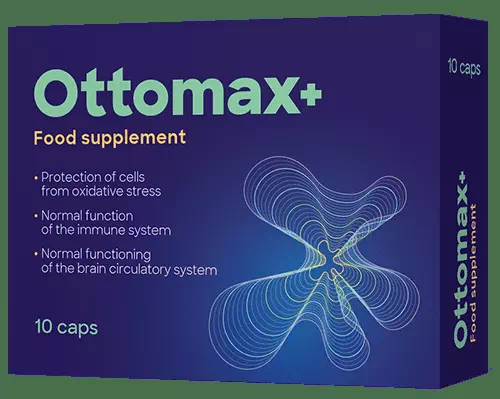 Ottomax+
Food supplement
• Protection of cells
from oxidative stress
• Normal function
of the immune system
• Normal functioning
of the brain circulatory system
10 caps
10 caps
Ottomax+
Food supplement